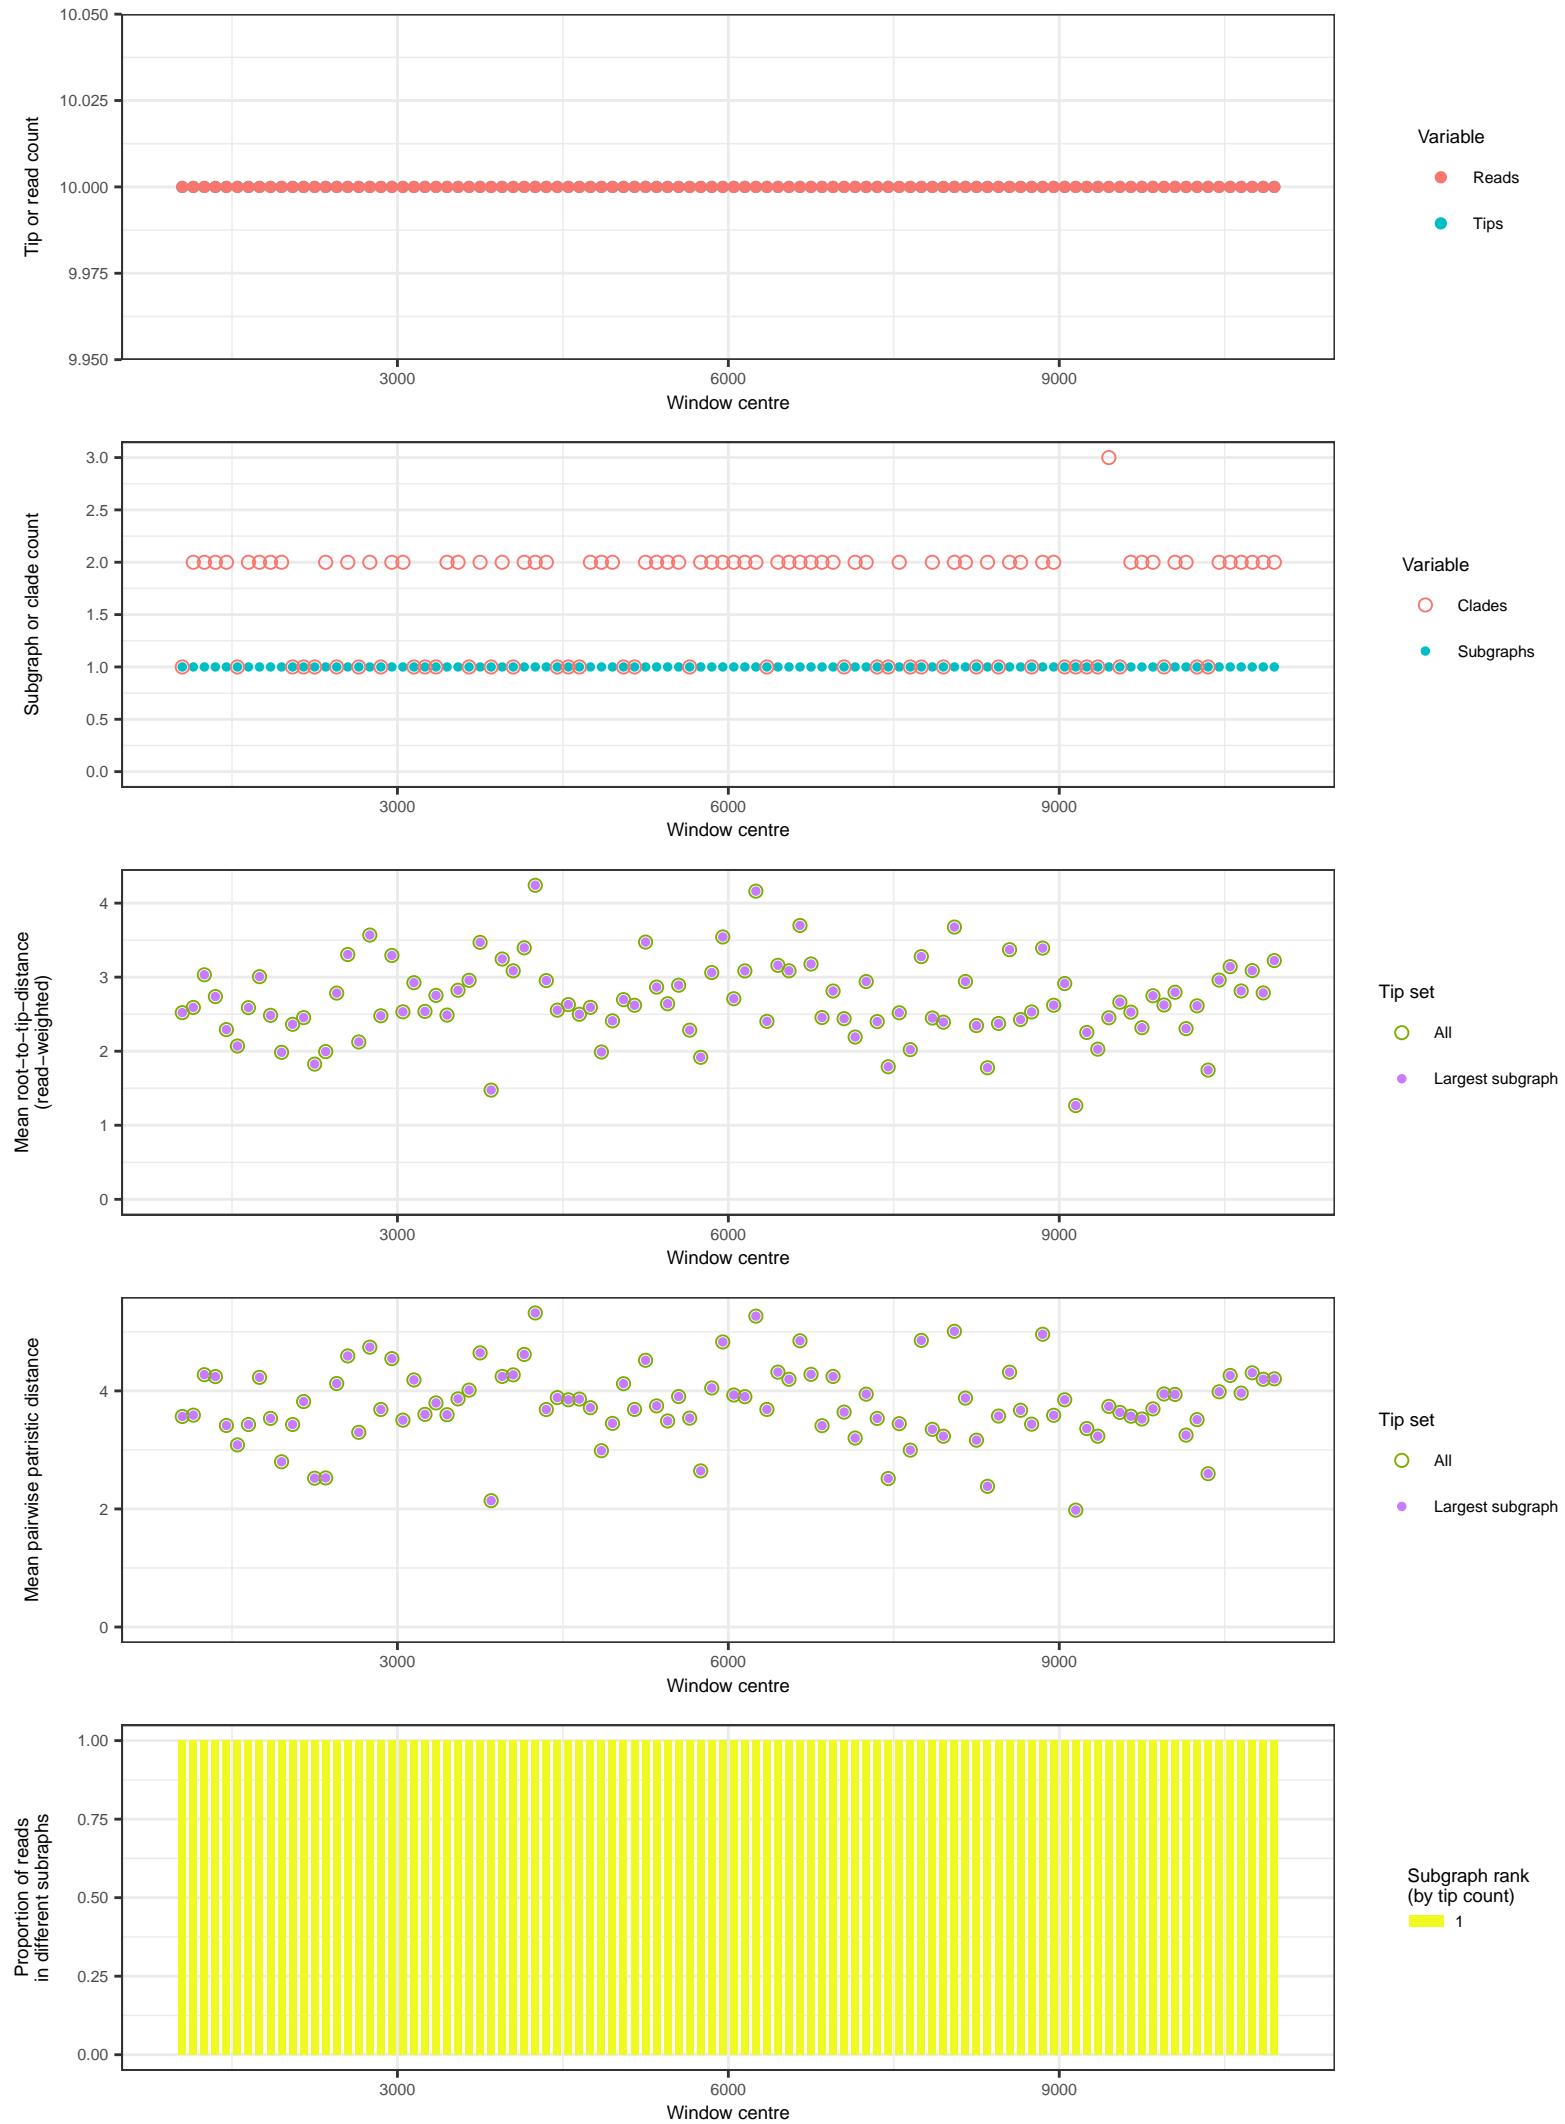 Tip or read count
10.050
10.025
10.000
9.975
9.950
3000
6000
9000
Window centre
Variable
Reads
Tips
Subgraph or clade count
3.0
2.5
2.0
1.5
1.0
0.5
0.0
3000
6000
9000
Window centre
Variable
Clades
Subgraphs
Mean root−to−tip−distance
(read−weighted)
4
3
2
1
0
3000
6000
9000
Window centre
Tip set
All
Largest subgraph
Mean pairwise patristic distance
4
2
0
3000
6000
9000
Window centre
Tip set
All
Largest subgraph
Proportion of reads
in different subraphs
1.00
0.75
0.50
0.25
0.00
3000
6000
9000
Window centre
Subgraph rank
(by tip count)
1